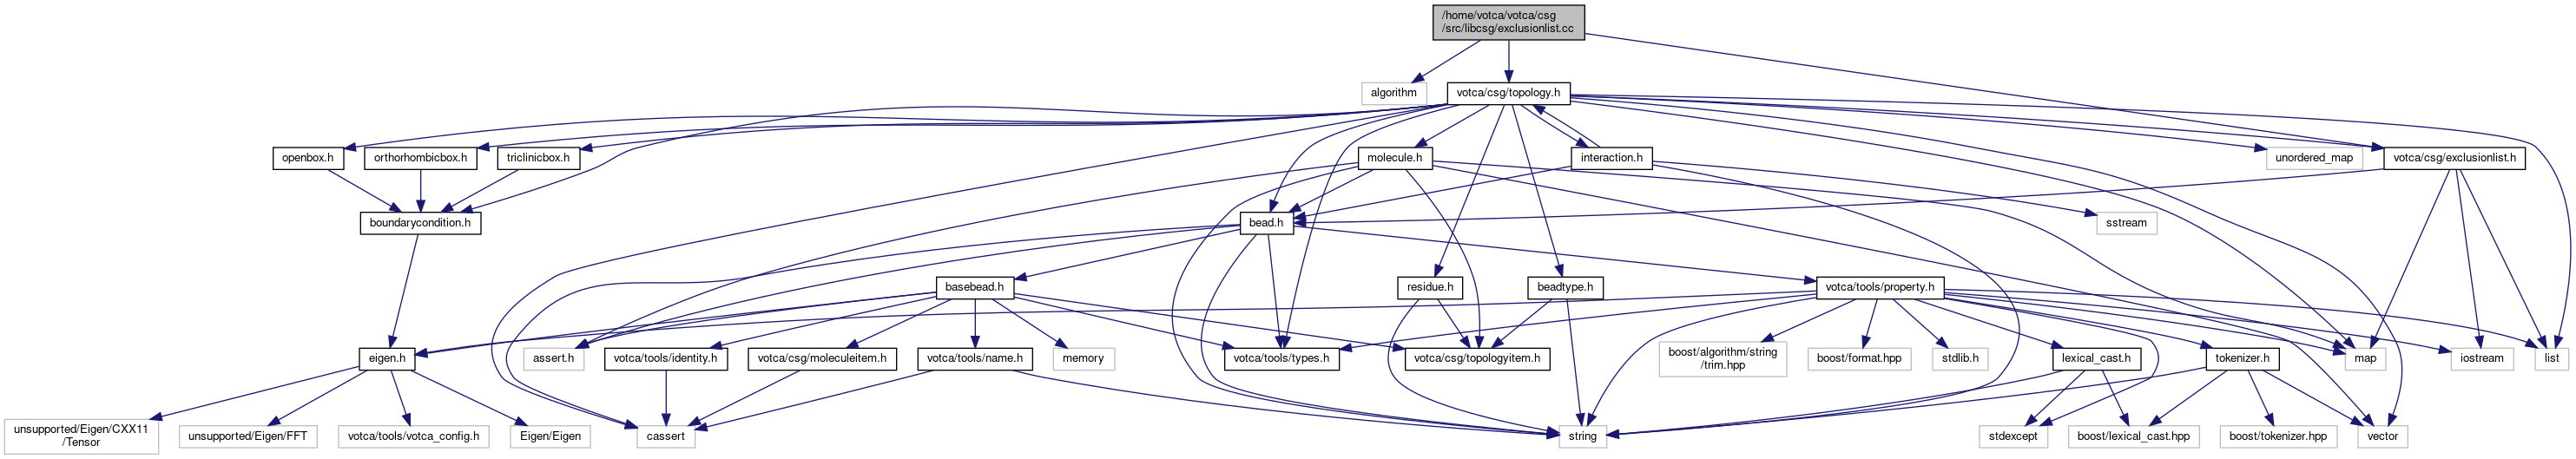 /home/votca/votca/csg
/src/libcsg/exclusionlist.cc
algorithm
votca/csg/topology.h
openbox.h
orthorhombicbox.h
triclinicbox.h
molecule.h
interaction.h
unordered_map
votca/csg/exclusionlist.h
boundarycondition.h
bead.h
sstream
basebead.h
residue.h
beadtype.h
votca/tools/property.h
eigen.h
assert.h
votca/tools/identity.h
votca/csg/moleculeitem.h
votca/tools/name.h
memory
votca/tools/types.h
votca/csg/topologyitem.h
boost/algorithm/string
/trim.hpp
boost/format.hpp
stdlib.h
lexical_cast.h
tokenizer.h
map
iostream
list
unsupported/Eigen/CXX11
/Tensor
unsupported/Eigen/FFT
votca/tools/votca_config.h
Eigen/Eigen
cassert
string
stdexcept
boost/lexical_cast.hpp
boost/tokenizer.hpp
vector